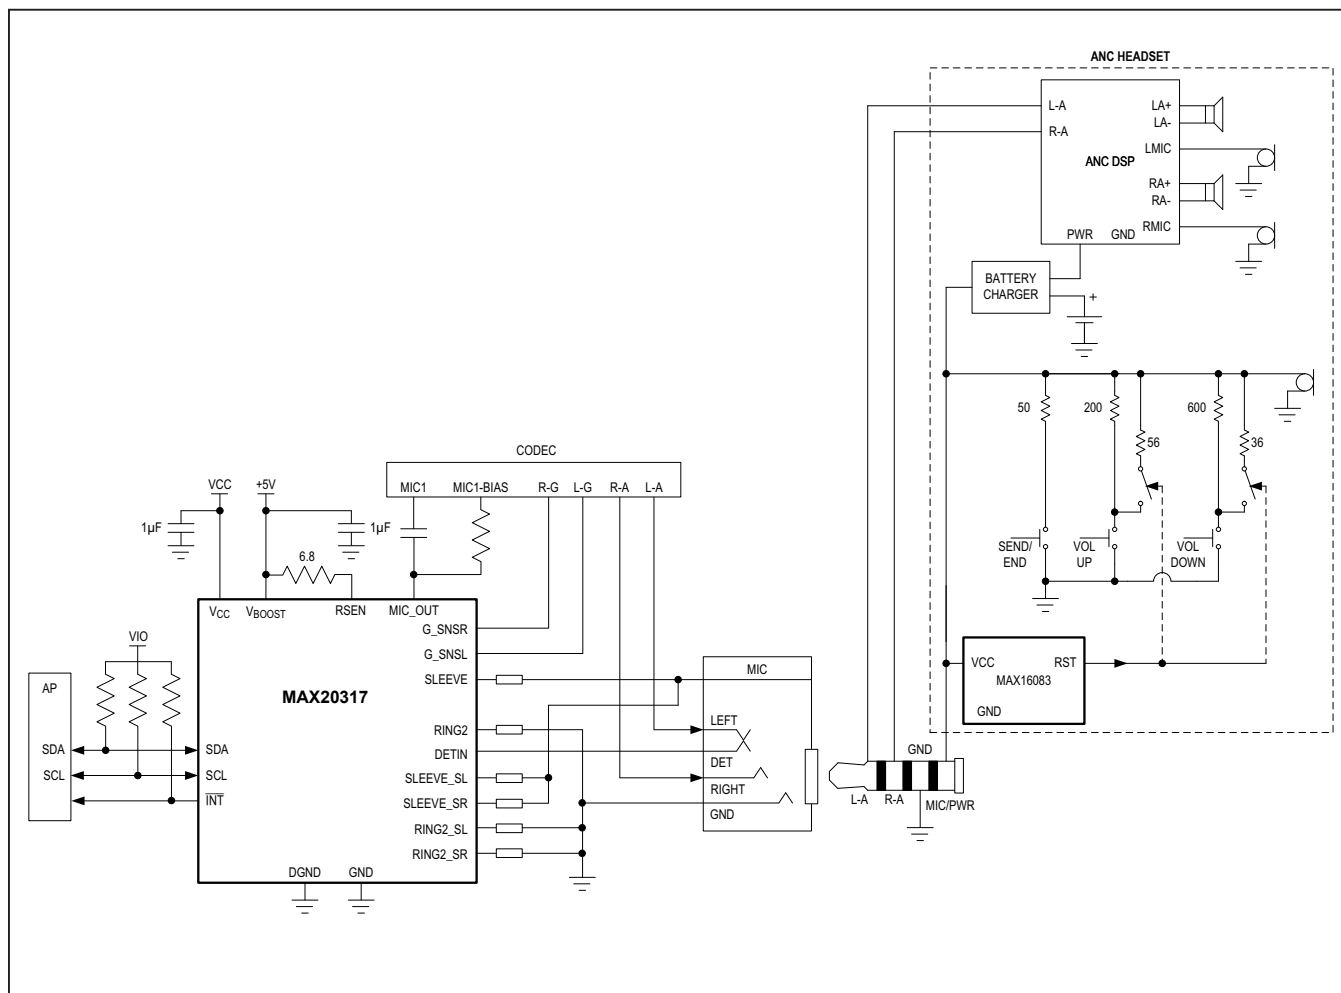 ANC HEADSET
L-A
R-A
ANC DSP
LA+
LA-
LMIC
RA+
RA-
RMIC
PWR
GND
BATTERY
CHARGER
+
50
200
56
600
36
SEND/
END
VOL
UP
VOL
DOWN
VCC
RST
MAX16083
GND
CODEC
MIC1
MIC1-BIAS
R-G
L-G
R-A
L-A
VCC
+5V
1µF
1µF
6.8
VCC
VBOOST
RSEN
MIC_OUT
G_SNSR
G_SNSL
SLEEVE
MAX20317
RING2
DETIN
SLEEVE_SL
SLEEVE_SR
RING2_SL
RING2_SR
SDA
SCL
INT
DGND
GND
VIO
AP
SDA
SCL
MIC
LEFT
DET
RIGHT
GND
GND
L-A
R-A
MIC/PWR